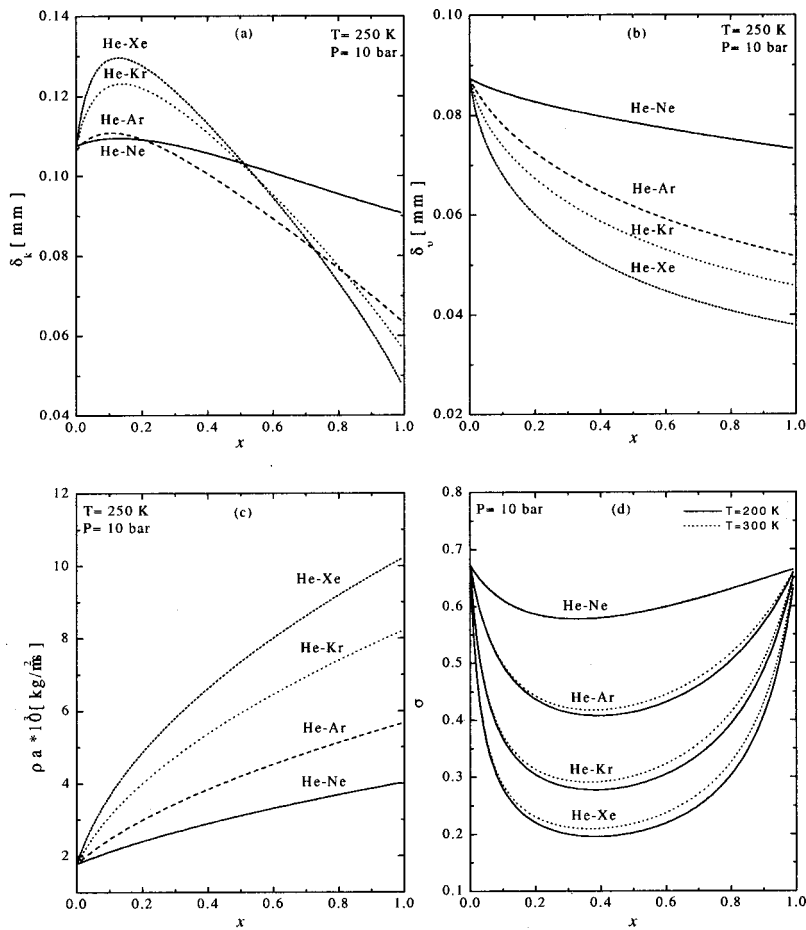 (a)
T= 250 K
P= 10 bar
He-Xe
He-Kr
He-Ar
He-Ne
0.14
0.12
0.10
0.08
0.06
0.04
δk [ mm ]
0.0 0.2 0.4 0.6 0.8 1.0
x
(b)
T= 250 K
P= 10 bar
He-Ne
He-Ar
He-Kr
He-Xe
0.10
0.08
0.06
0.04
0.02
δυ [ mm ]
0.0 0.2 0.4 0.6 0.8 1.0
x
T= 250 K
P= 10 bar
(c)
He-Xe
He-Kr
He-Ar
He-Ne
12
10
8
6
4
2
ρ a * 10
[ kg/m²s ]
0.0 0.2 0.4 0.6 0.8 1.0
x
P= 10 bar
(d)
T=200 K
T=300 K
He-Ne
He-Ar
He-Kr
He-Xe
0.8
0.7
0.6
0.5
0.4
0.3
0.2
0.1
σ
0.0 0.2 0.4 0.6 0.8 1.0
x